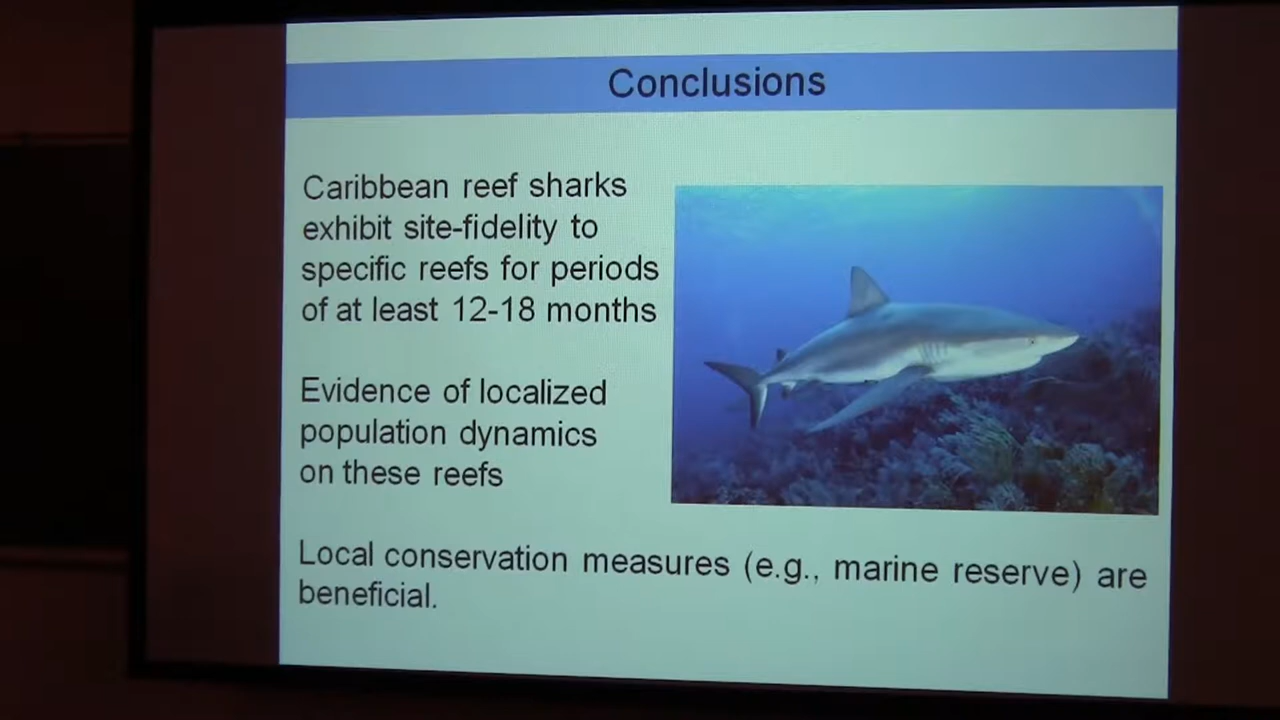 Conclusions
Caribbean reef sharks
exhibit site-fidelity to
specific reefs for periods
of at least 12-18 months
Evidence of localized
population dynamics
on these reefs
Local conservation measures (e.g., marine reserve) are
beneficial.